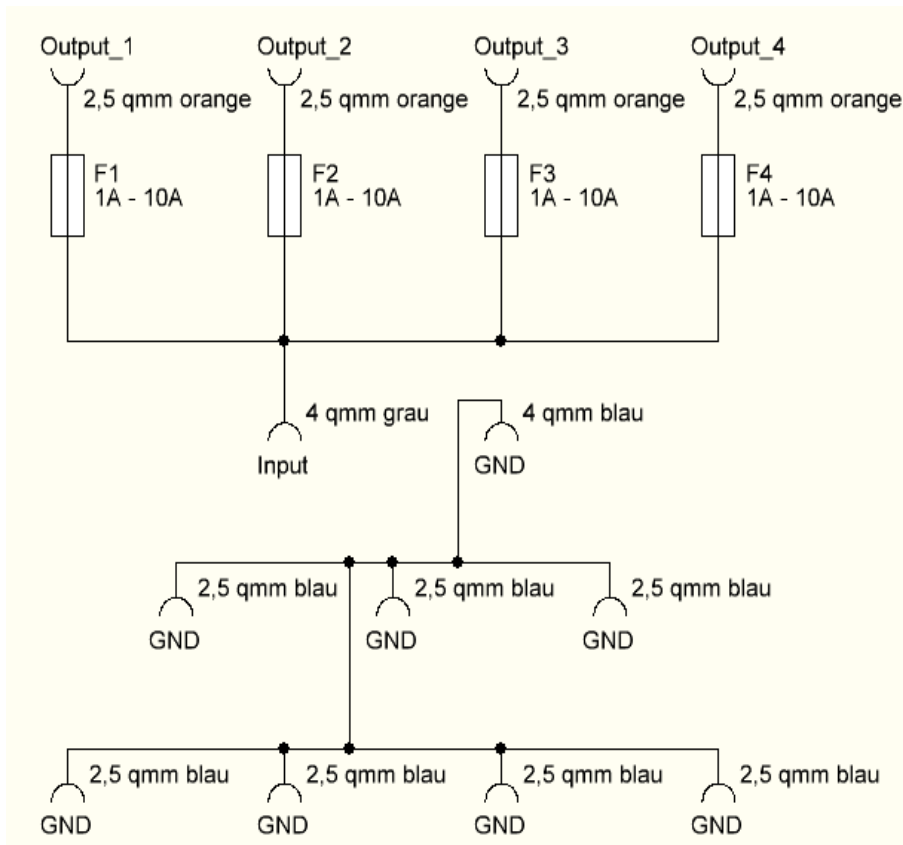 Output_1
Output_2
Output_3
Output_4
2,5 qmm orange
2,5 qmm orange
2,5 qmm orange
2,5 qmm orange
F1
1A - 10A
F2
1A - 10A
F3
1A - 10A
F4
1A - 10A
4 qmm grau
4 qmm blau
Input
GND
2,5 qmm blau
2,5 qmm blau
2,5 qmm blau
GND
GND
GND
2,5 qmm blau
2,5 qmm blau
2,5 qmm blau
2,5 qmm blau
GND
GND
GND
GND